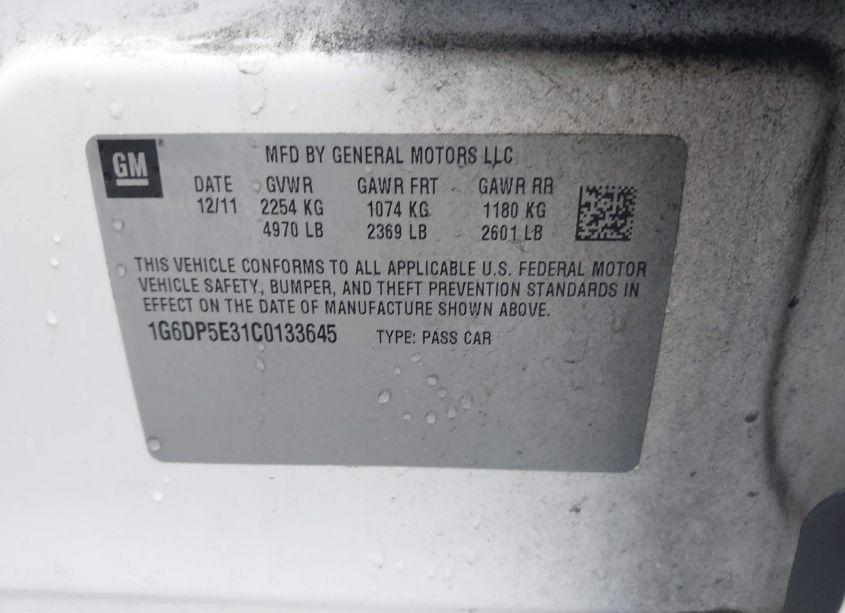 GM
MFD BY GENERAL MOTORS LLC
DATE GVWR GAWR FRT GAWR RR
12/11 2254 KG 1074 KG 1180 KG
4970 LB 2369 LB 2601 LB
THIS VEHICLE CONFORMS TO ALL APPLICABLE U.S. FEDERAL MOTOR
VEHICLE SAFETY, BUMPER, AND THEFT PREVENTION STANDARDS IN
EFFECT ON THE DATE OF MANUFACTURE SHOWN ABOVE.
1G6DP5E31C0133645 TYPE: PASS CAR